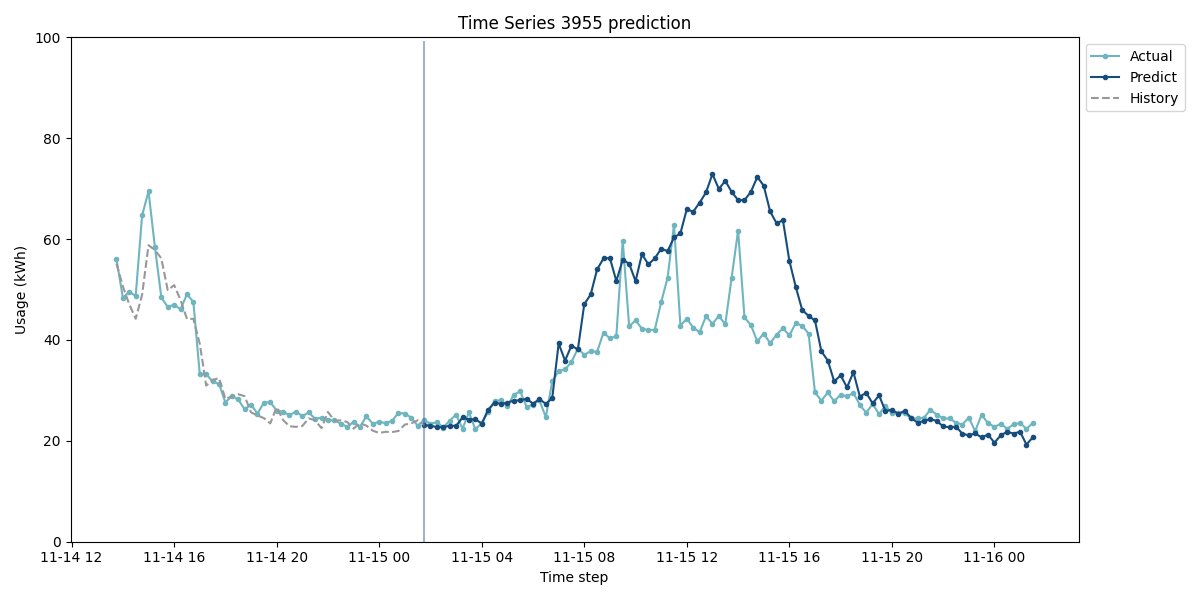 Time Series 3955 prediction
100
80
60
40
20
0
Usage (kWh)
11-14 12
11-14 16
11-14 20
11-15 00
11-15 04
11-15 08
11-15 12
11-15 16
11-15 20
11-16 00
Time step
Actual
Predict
History